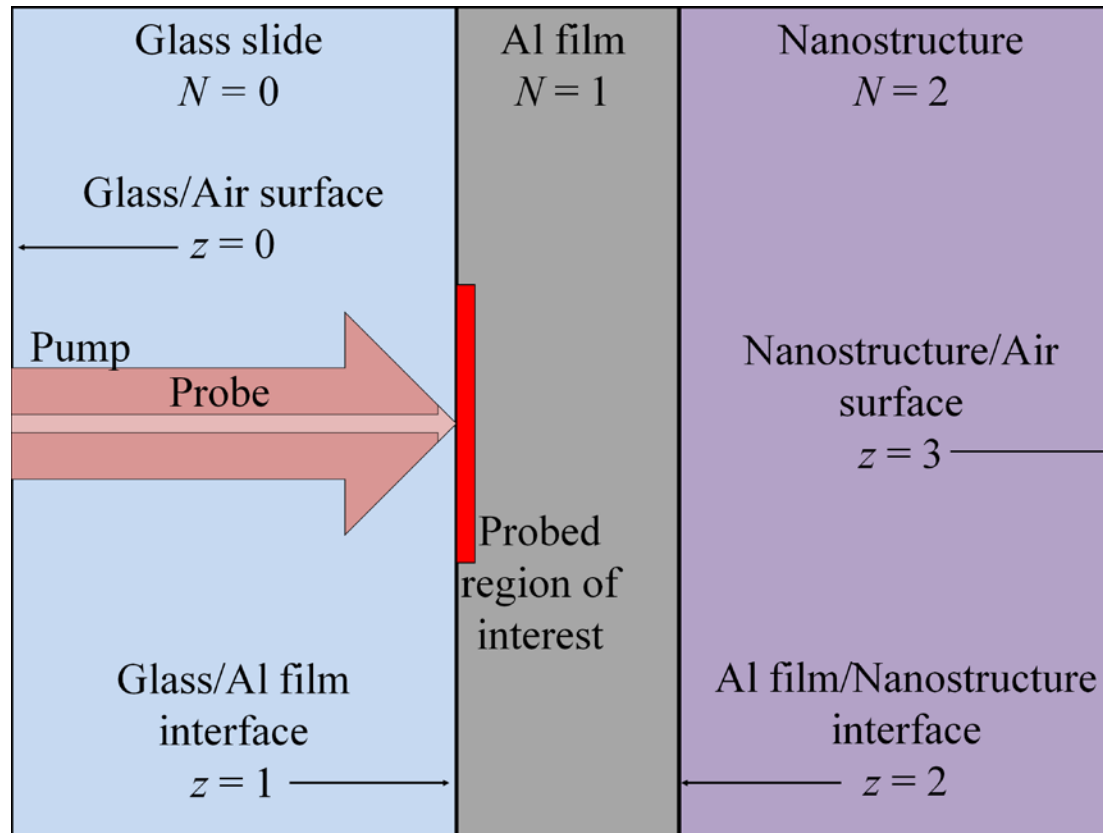 Glass slide
N = 0
Al film
N = 1
Nanostructure
N = 2
Glass/Air surface
z = 0
Pump
Probe
Nanostructure/Air
surface
z = 3
Probed
region of
interest
Glass/Al film
interface
z = 1
Al film/Nanostructure
interface
z = 2